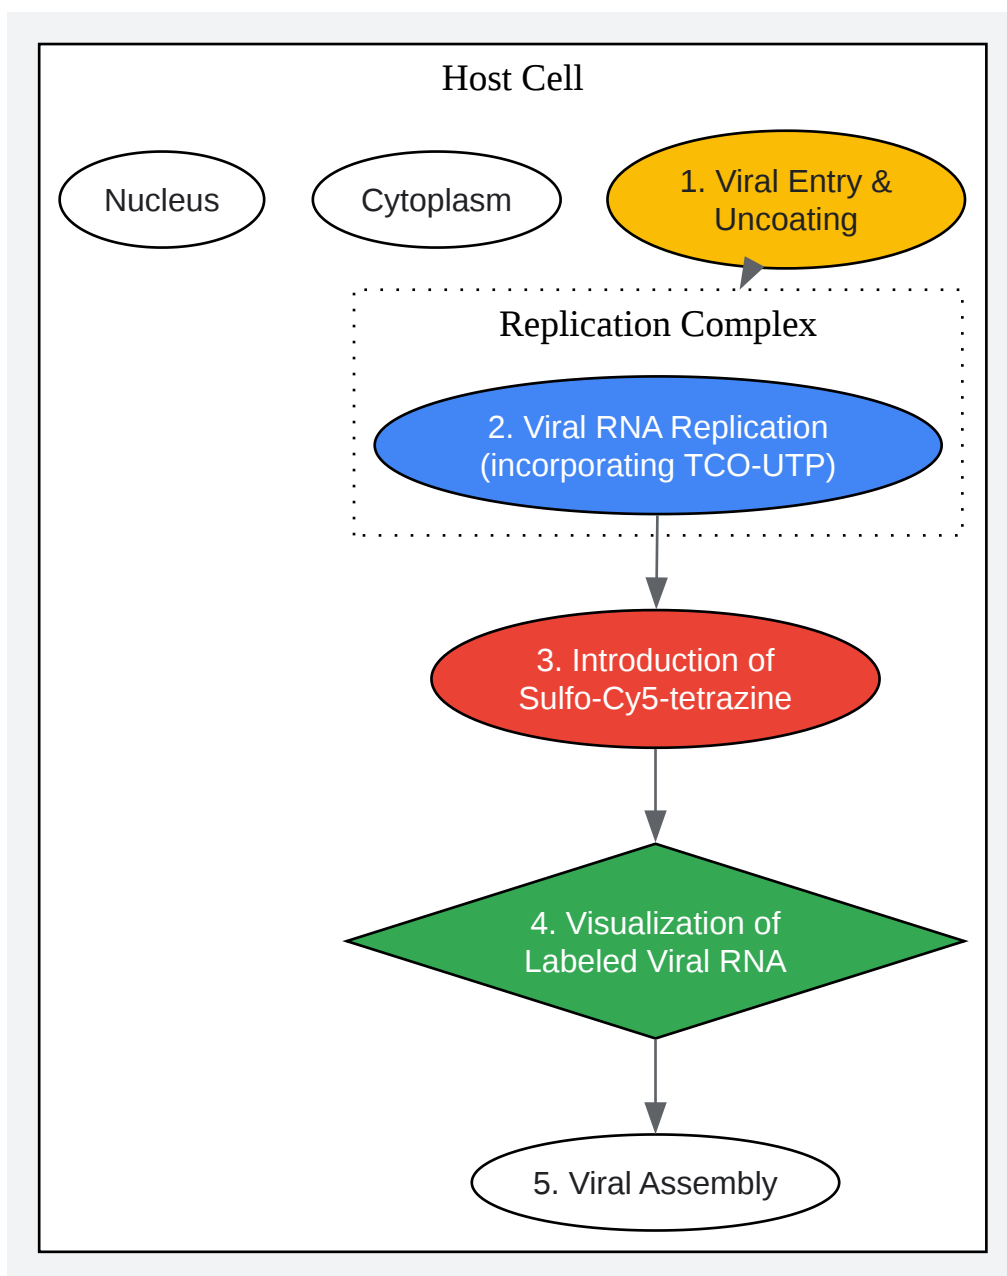 Host Cell
Nucleus
Cytoplasm
1. Viral Entry &
Uncoating
Replication Complex
2. Viral RNA Replication
(incorporating TCO-UTP)
3. Introduction of
Sulfo-Cy5-tetrazine
4. Visualization of
Labeled Viral RNA
5. Viral Assembly